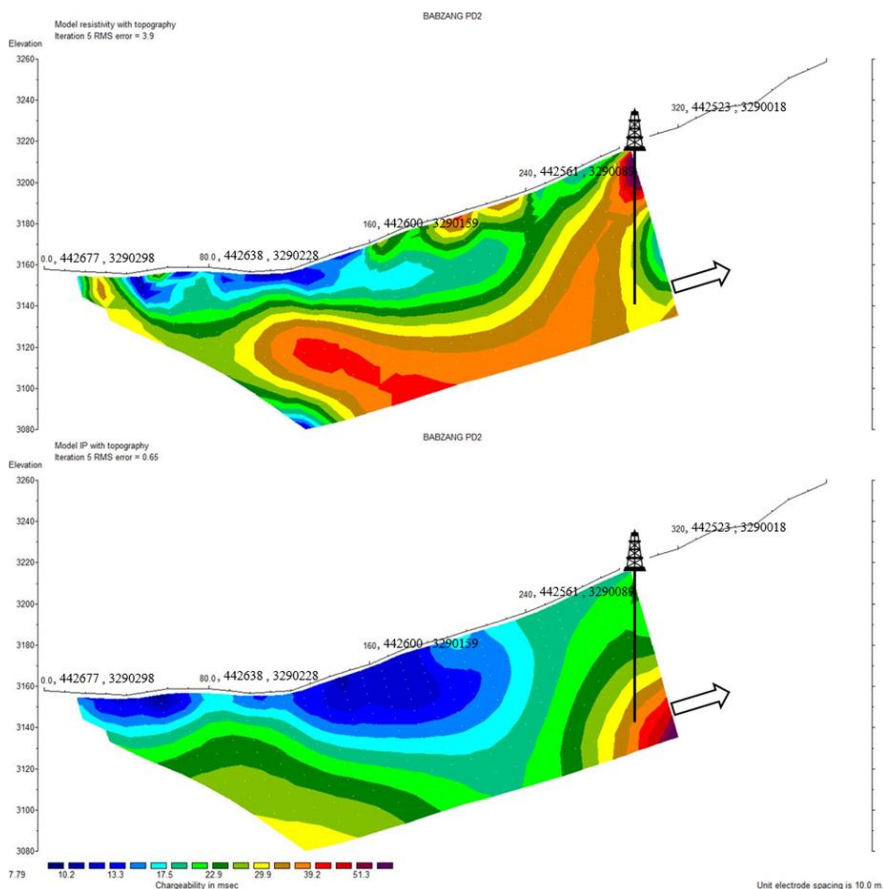 BABZANG PD2
Model resistivity with topography
Iteration 5 RMS error = 3.9
Elevation
3260
3240
320, 442523 ; 3290018
3220
3200
240, 442561 , 3290089
3180
160, 442600 , 3290159
0.0, 442677 , 3290298
80.0, 442638 , 3290228
3160
3140
3120
3100
3080
BABZANG PD2
Model IP with topography
Iteration 5 RMS error = 0.65
Elevation
3260
3240
320, 442523 ; 3290018
3220
3200
240, 442561 , 3290089
3180
160, 442600 , 3290159
0.0, 442677 , 3290298
80.0, 442638 , 3290228
3160
3140
3120
3100
3080
7.79 10.2 13.3 17.5 22.9 29.9 39.2 51.3
Chargeability in msec
Unit electrode spacing is 10.0 m.